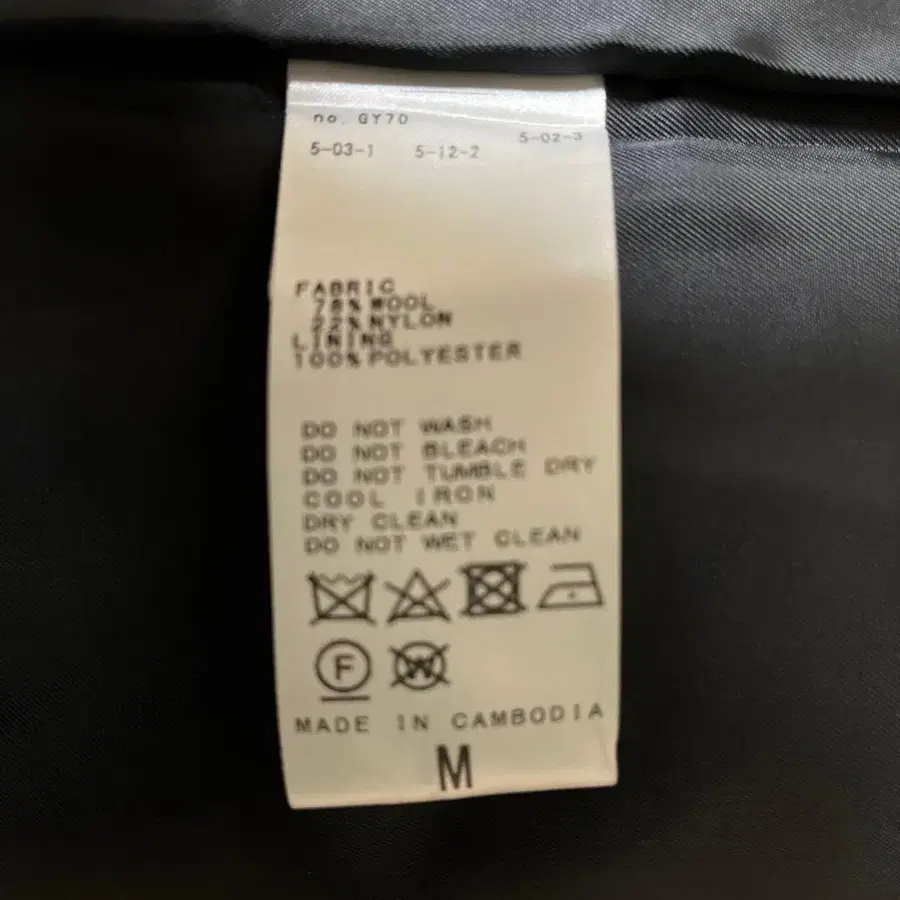 no. GY70
5-03-1 5-12-2 5-02-3
FABRIC
78% WOOL
22% NYLON
LINING
100% POLYESTER
DO NOT WASH
DO NOT BLEACH
DO NOT TUMBLE DRY
COOL IRON
DRY CLEAN
DO NOT WET CLEAN
F W
MADE IN CAMBODIA
M